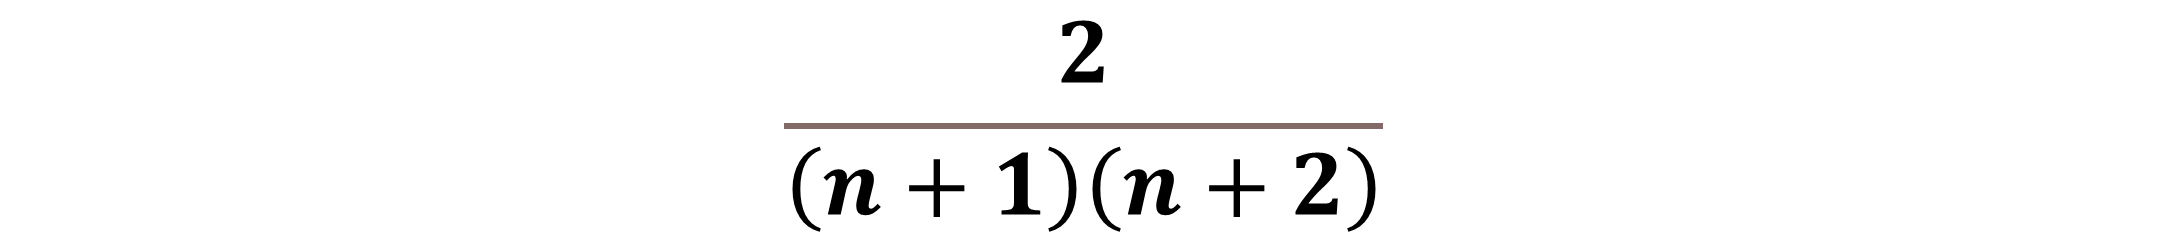 2
(n + 1)(n + 2)